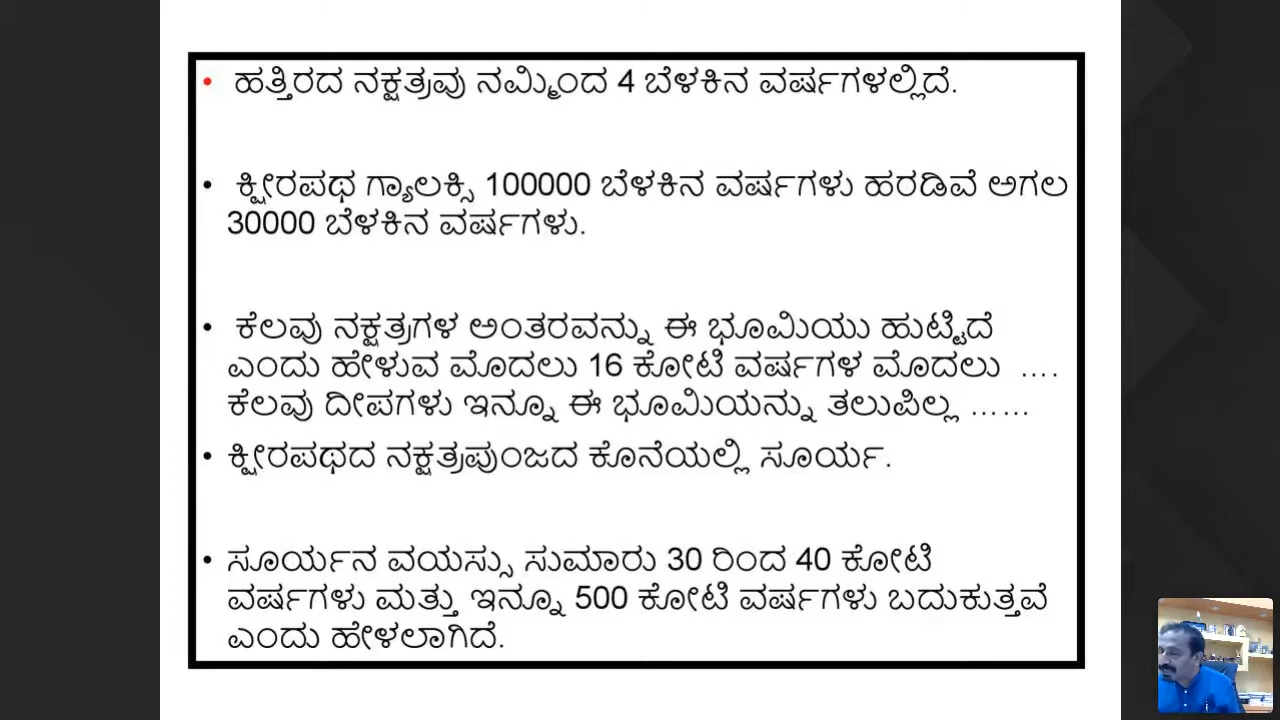 • ಹತ್ತಿರದ ನಕ್ಷತ್ರವು ನಮ್ಮಿಂದ 4 ಬೆಳಕಿನ ವರ್ಷಗಳಲ್ಲಿದೆ.
• ಕ್ಷೀರಪಥ ಗ್ಯಾಲಕ್ಸಿ 100000 ಬೆಳಕಿನ ವರ್ಷಗಳು ಹರಡಿವೆ ಅಗಲ
30000 ಬೆಳಕಿನ ವರ್ಷಗಳು.
• ಕೆಲವು ನಕ್ಷತ್ರಗಳ ಅಂತರವನ್ನು ಈ ಭೂಮಿಯು ಹುಟ್ಟಿದೆ
ಎಂದು ಹೇಳುವ ಮೊದಲು 16 ಕೋಟಿ ವರ್ಷಗಳ ಮೊದಲು ....
ಕೆಲವು ದೀಪಗಳು ಇನ್ನೂ ಈ ಭೂಮಿಯನ್ನು ತಲುಪಿಲ್ಲ ......
• ಕ್ಷೀರಪಥದ ನಕ್ಷತ್ರಪುಂಜದ ಕೊನೆಯಲ್ಲಿ ಸೂರ್ಯ.
• ಸೂರ್ಯನ ವಯಸ್ಸು ಸುಮಾರು 30 ರಿಂದ 40 ಕೋಟಿ
ವರ್ಷಗಳು ಮತ್ತು ಇನ್ನೂ 500 ಕೋಟಿ ವರ್ಷಗಳು ಬದುಕುತ್ತವೆ
ಎಂದು ಹೇಳಲಾಗಿದೆ.